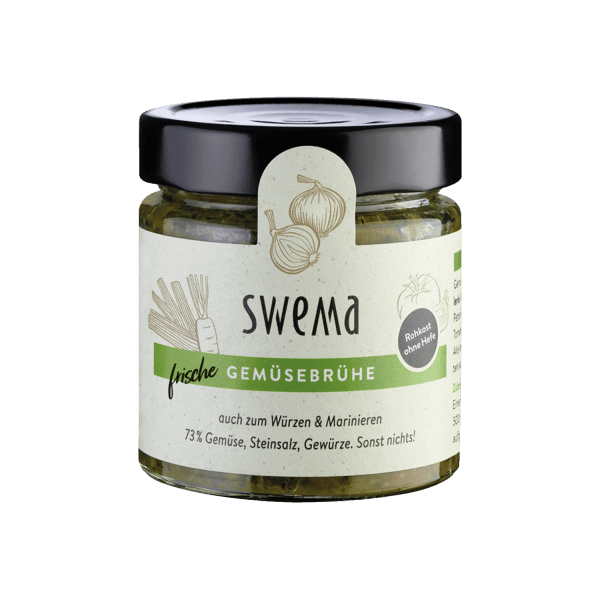 swema
Rohkost
ohne Hefe
frische GEMÜSEBRÜHE
auch zum Würzen & Marinieren
73% Gemüse, Steinsalz, Gewürze. Sonst nichts!